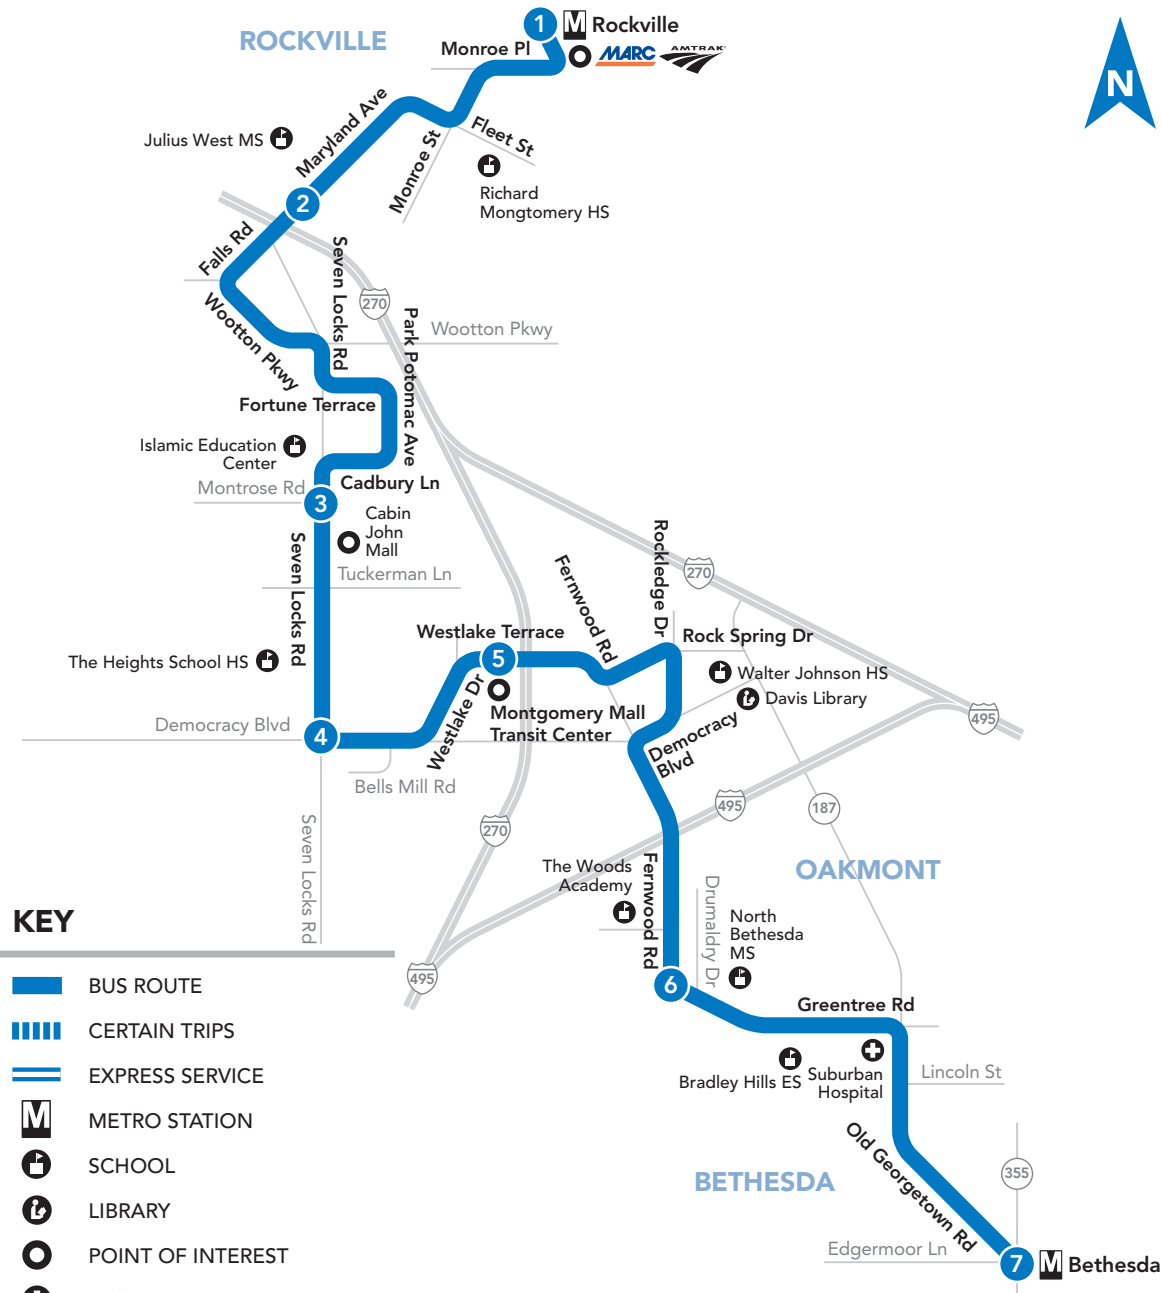 1
M
Rockville
ROCKVILLE
Monroe Pl
MARC
AMTRAK
N
Maryland Ave
Julius West MS
Monroe St
Fleet St
Richard
Mongtomery HS
2
Falls Rd
Seven Locks Rd
270
Wootton Pkwy
Wootton Pkwy
Park Potomac Ave
Fortune Terrace
Islamic Education
Center
Montrose Rd
Cadbury Ln
3
Cabin
John
Mall
Tuckerman Ln
Seven Locks Rd
Fernwood Rd
Rockledge Dr
270
Westlake Terrace
Rock Spring Dr
The Heights School HS
5
Walter Johnson HS
Davis Library
Westlake Dr
Montgomery Mall
Transit Center
Democracy
Blvd
495
Democracy Blvd
4
Bells Mill Rd
495
187
270
Seven Locks Rd
The Woods
Academy
Fernwood Rd
OAKMONT
Drumaldry Dr
North
Bethesda
MS
495
6
Greentree Rd
Bradley Hills ES
Suburban
Hospital
Lincoln St
Old Georgetown Rd
BETHESDA
355
Edgermoor Ln
7
M
Bethesda
KEY
BUS ROUTE
CERTAIN TRIPS
EXPRESS SERVICE
M
METRO STATION
SCHOOL
LIBRARY
POINT OF INTEREST